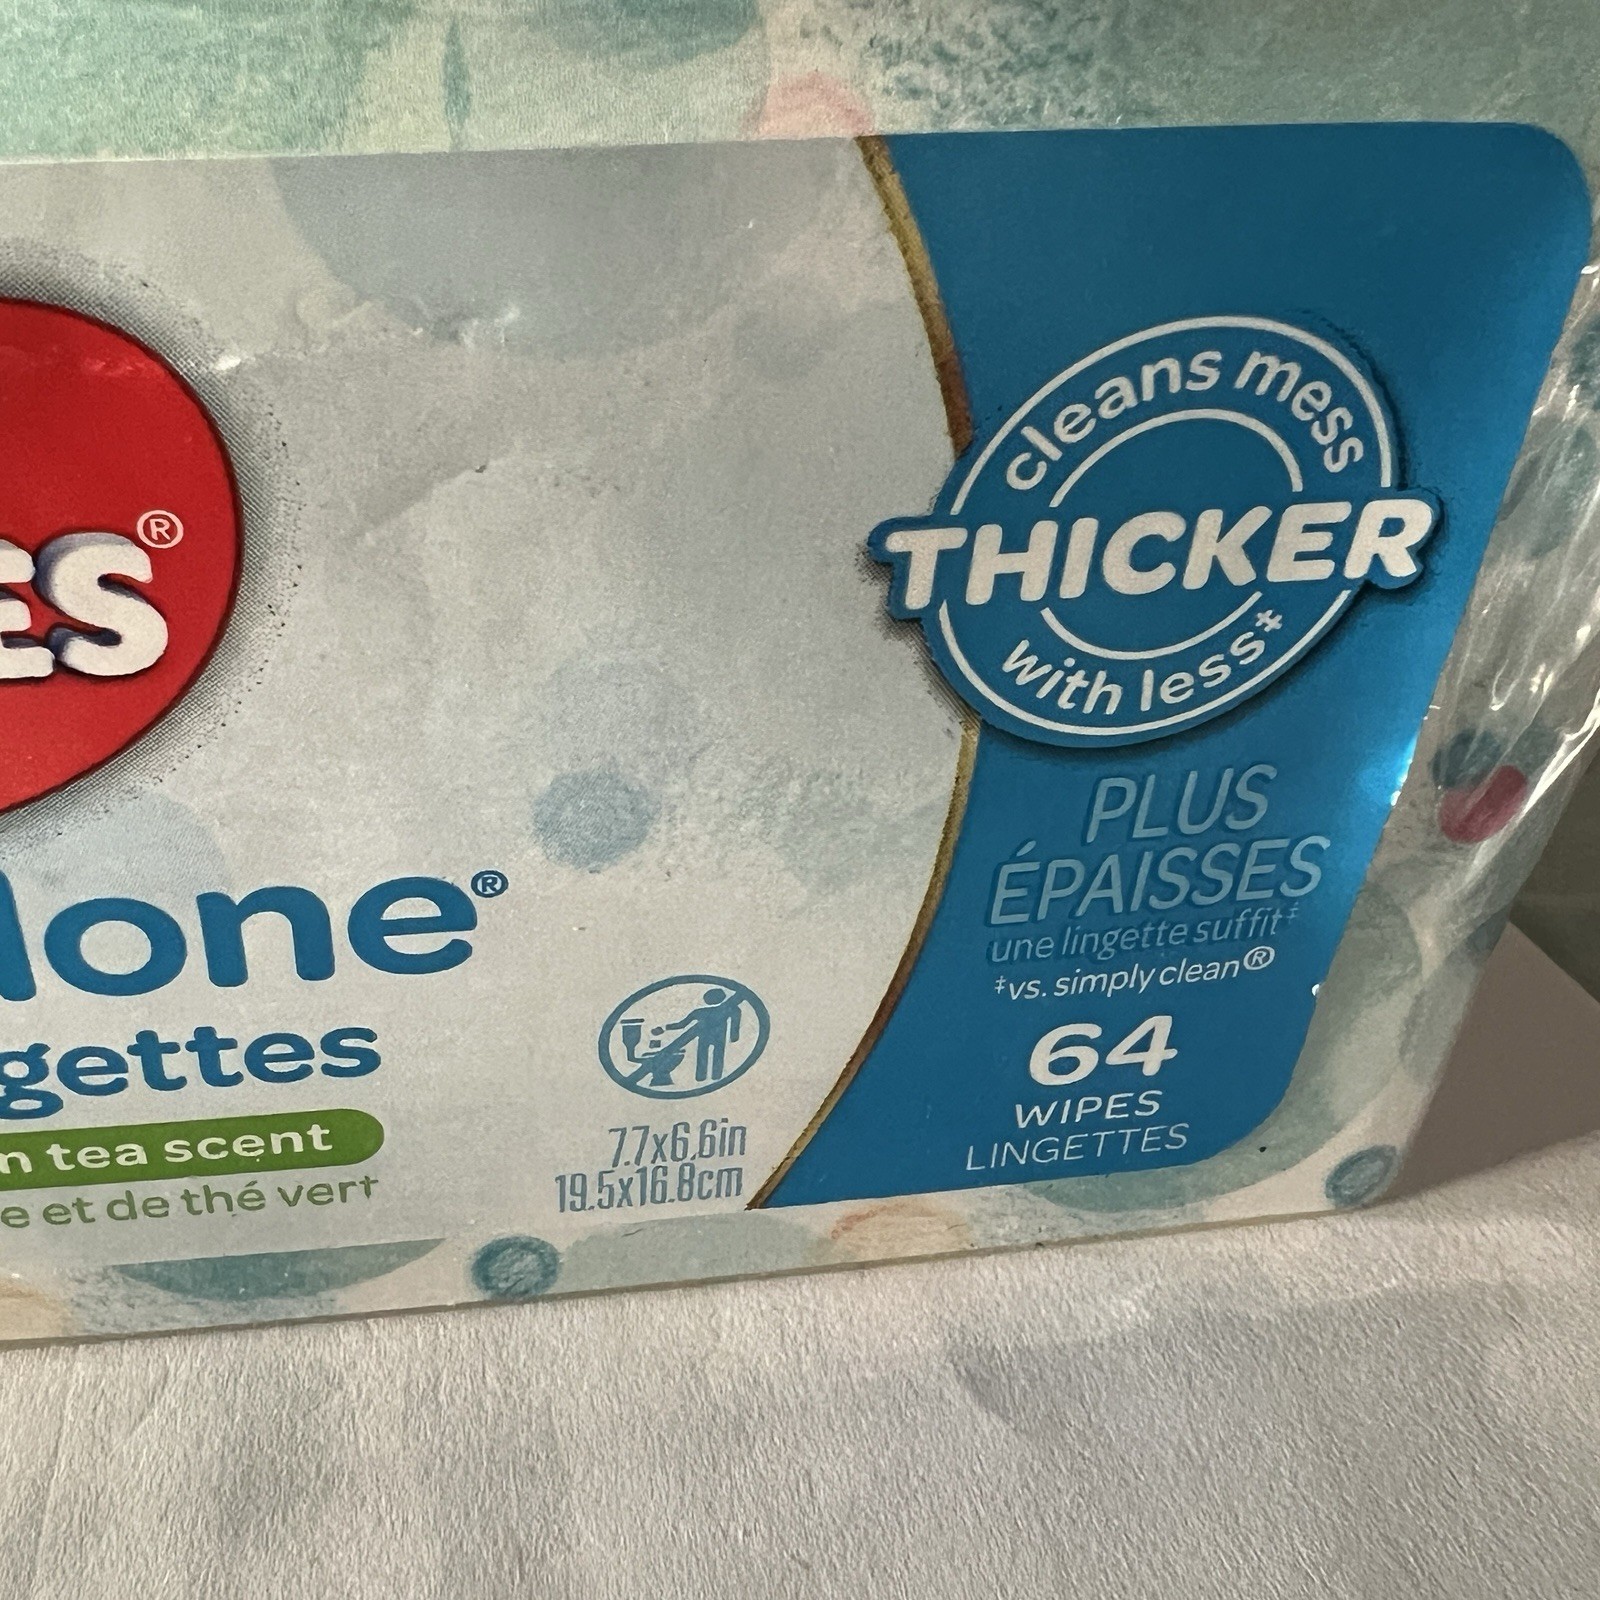 ES®
cleans mess
THICKER
with less‡
PLUS
ÉPAISSES
une lingette suffit‡
‡vs. simply clean®
64
WIPES
LINGETTES
lone®
gettes
n tea scent
e et de thé vert
7.7x6.6in
19.5x16.8cm